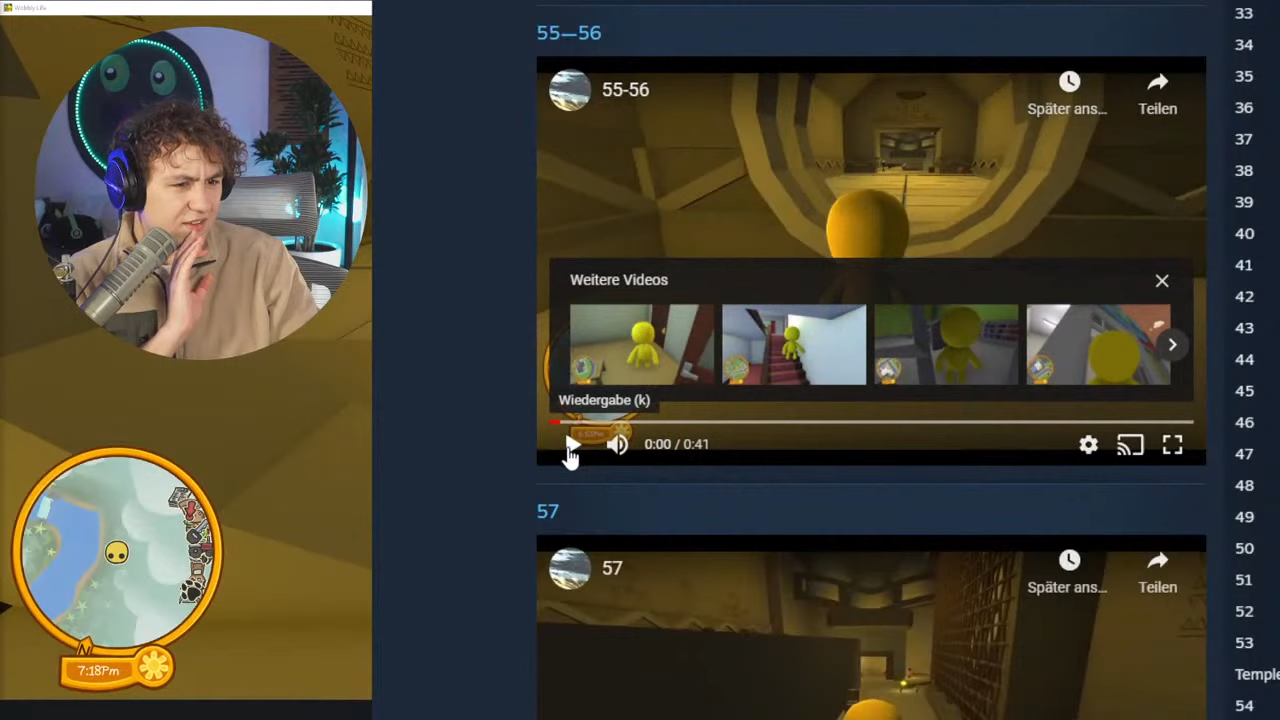 Wobbly Life
55—56
55-56
Später ans...
Teilen
Weitere Videos
Wiedergabe (k)
0:00 / 0:41
57
57
Später ans...
Teilen
N
7:18Pm
33
34
35
36
37
38
39
40
41
42
43
44
45
46
47
48
49
50
51
52
53
Temple
54